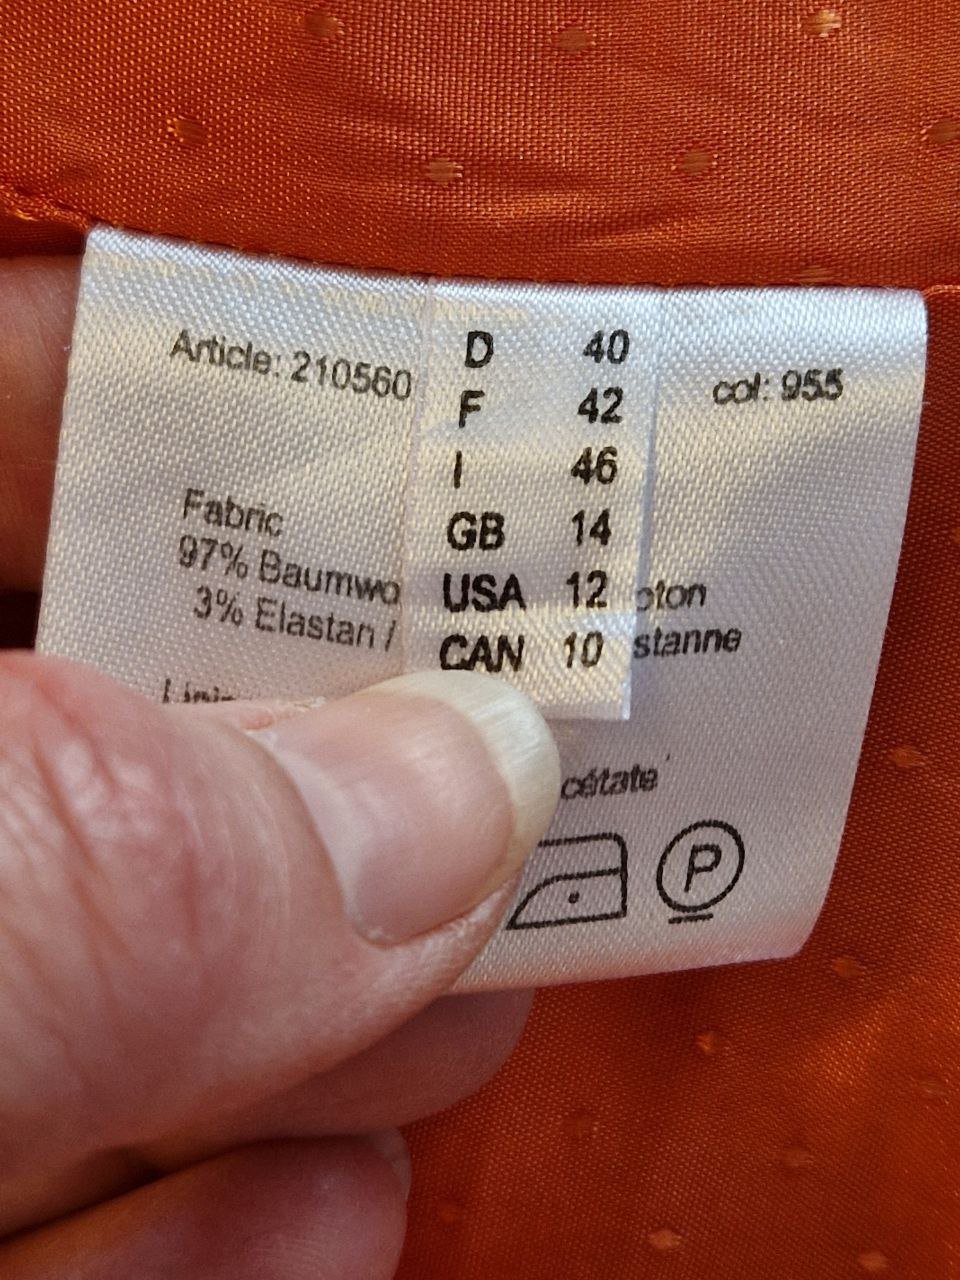 Article: 210560
D 40
F 42
I 46
GB 14
USA 12
CAN 10
col: 955
Fabric
97% Baumwo oton
3% Elastan / stanne
cétate
P